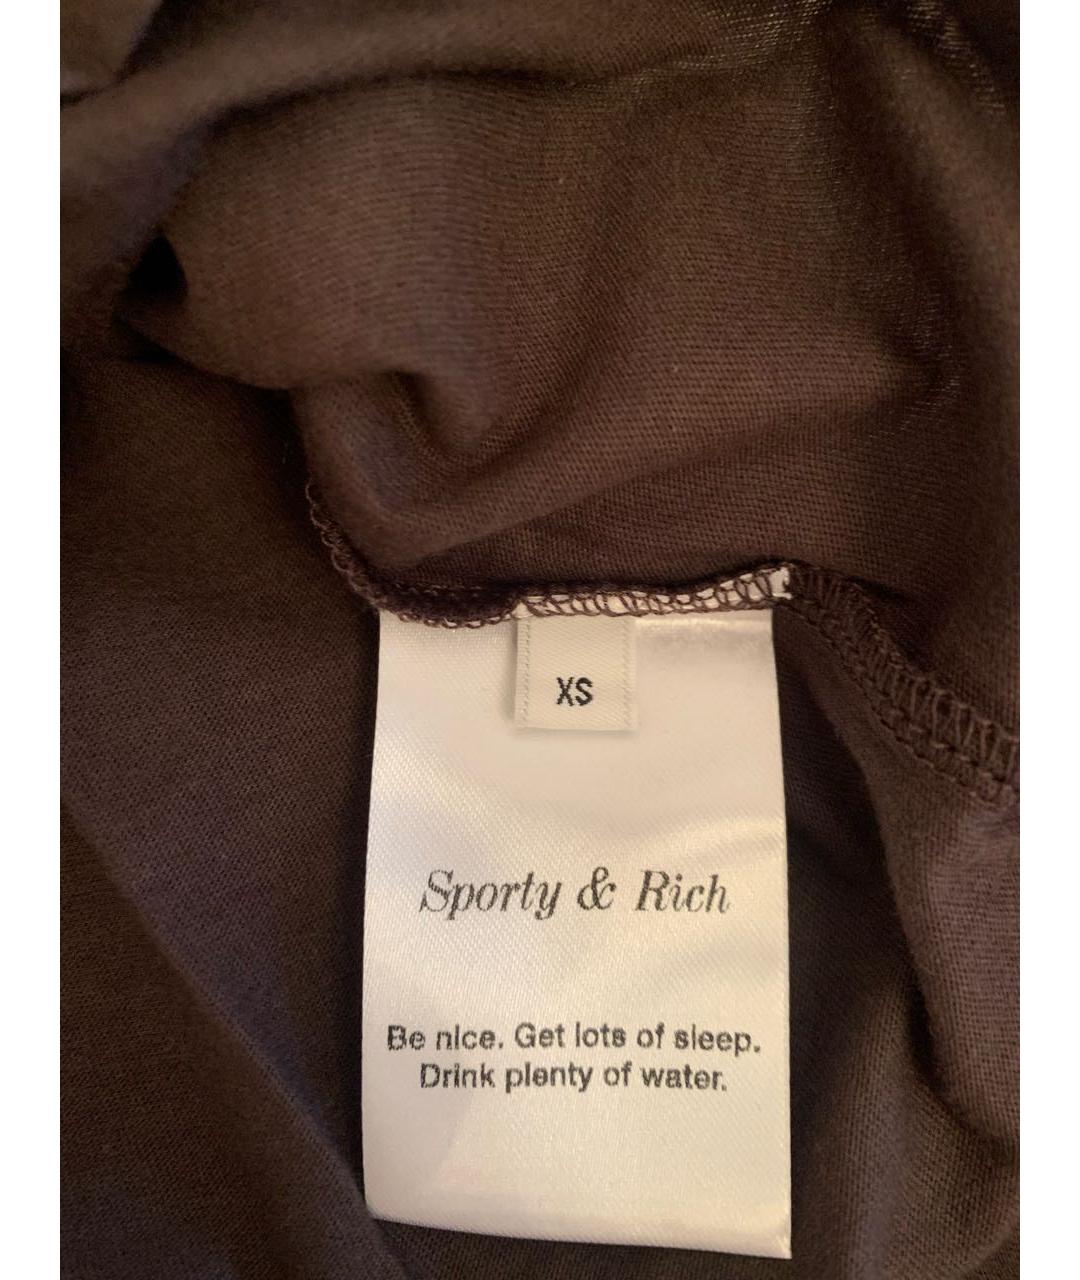 XS
Sporty & Rich
Be nice. Get lots of sleep.
Drink plenty of water.